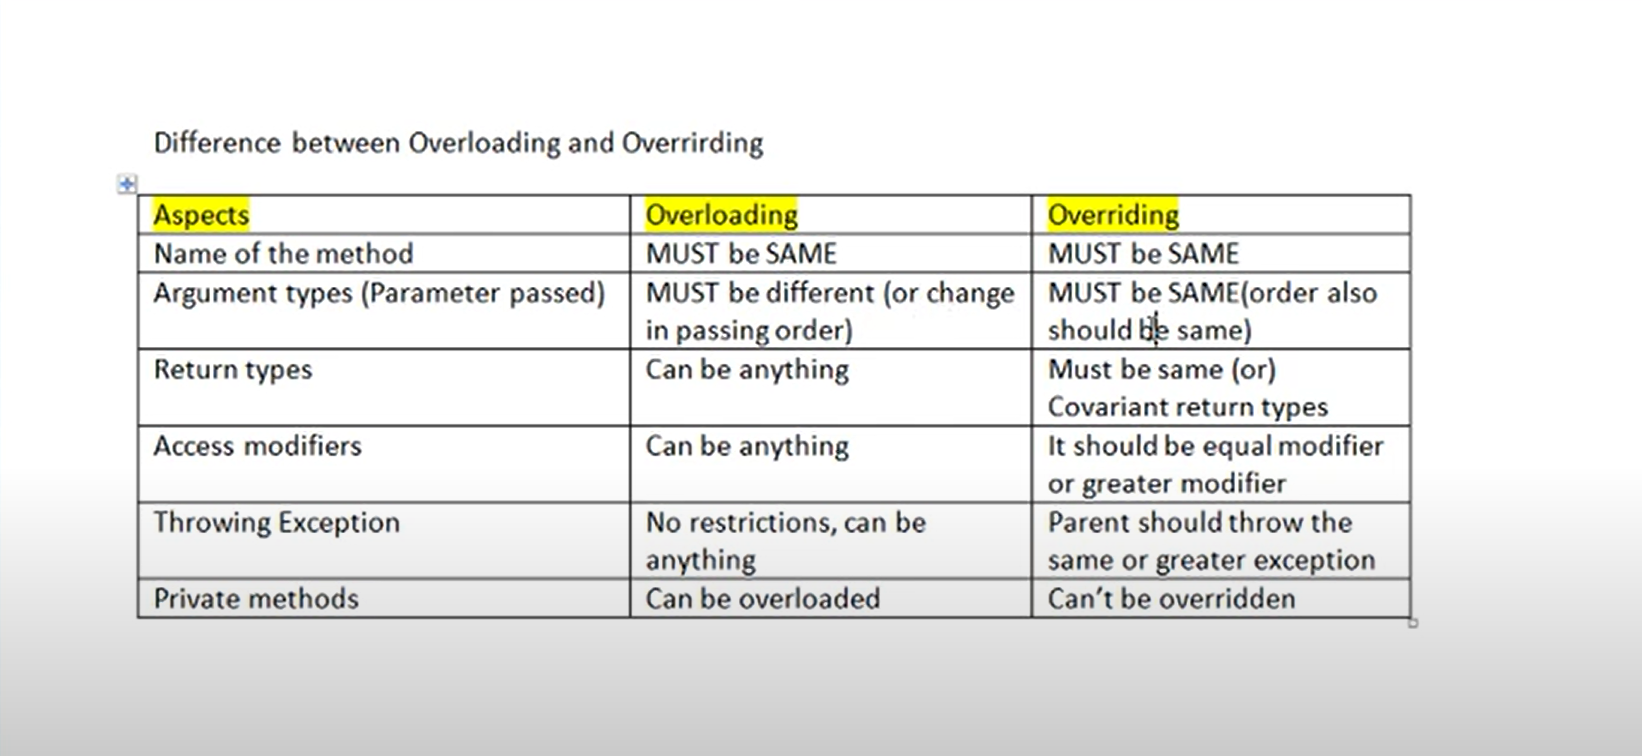 Difference between Overloading and Overrirding
Aspects Overloading Overriding
Name of the method MUST be SAME MUST be SAME
Argument types (Parameter passed) MUST be different (or change MUST be SAME(order also
in passing order) should be same)
Return types Can be anything Must be same (or)
Covariant return types
Access modifiers Can be anything It should be equal modifier
or greater modifier
Throwing Exception No restrictions, can be Parent should throw the
anything same or greater exception
Private methods Can be overloaded Can't be overridden